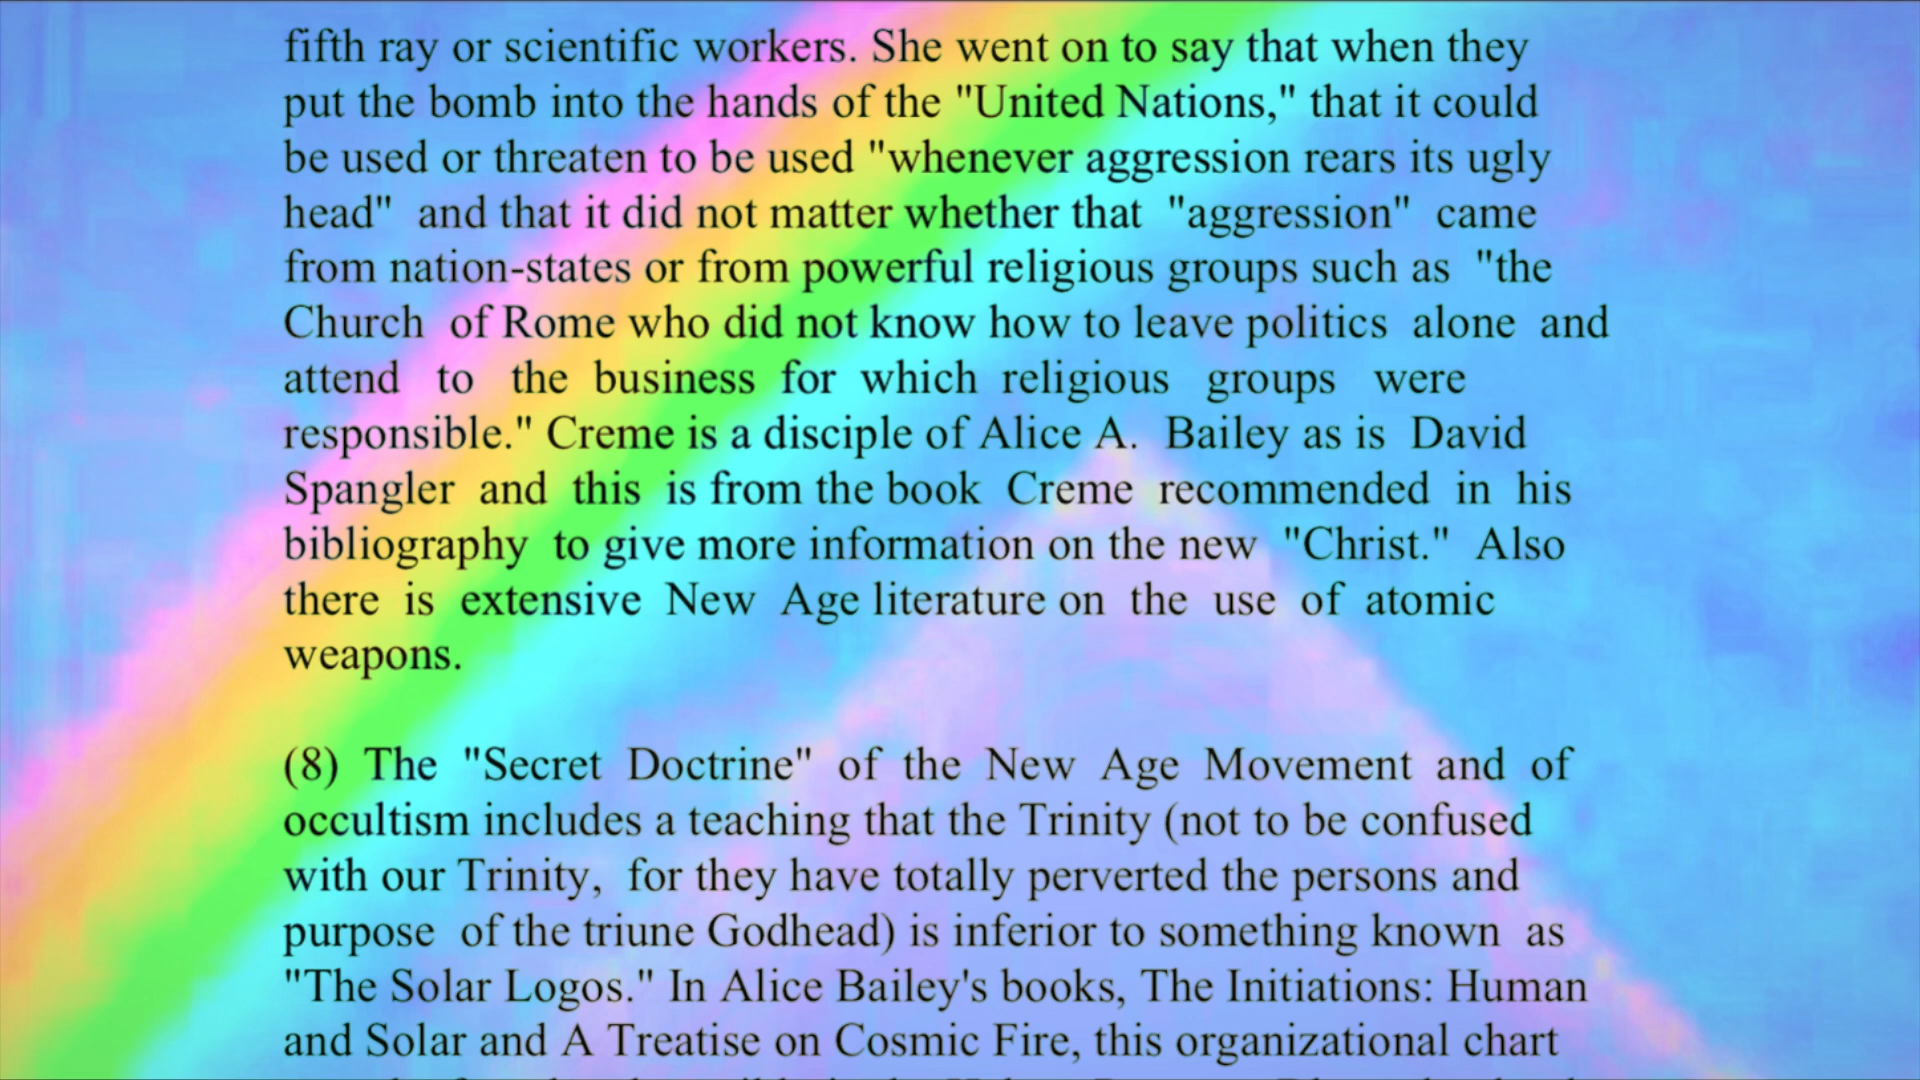 fifth ray or scientific workers. She went on to say that when they
put the bomb into the hands of the "United Nations," that it could
be used or threaten to be used "whenever aggression rears its ugly
head" and that it did not matter whether that "aggression" came
from nation-states or from powerful religious groups such as "the
Church of Rome who did not know how to leave politics alone and
attend to the business for which religious groups were
responsible." Creme is a disciple of Alice A. Bailey as is David
Spangler and this is from the book Creme recommended in his
bibliography to give more information on the new "Christ." Also
there is extensive New Age literature on the use of atomic
weapons.
(8) The "Secret Doctrine" of the New Age Movement and of
occultism includes a teaching that the Trinity (not to be confused
with our Trinity, for they have totally perverted the persons and
purpose of the triune Godhead) is inferior to something known as
"The Solar Logos." In Alice Bailey's books, The Initiations: Human
and Solar and A Treatise on Cosmic Fire, this organizational chart